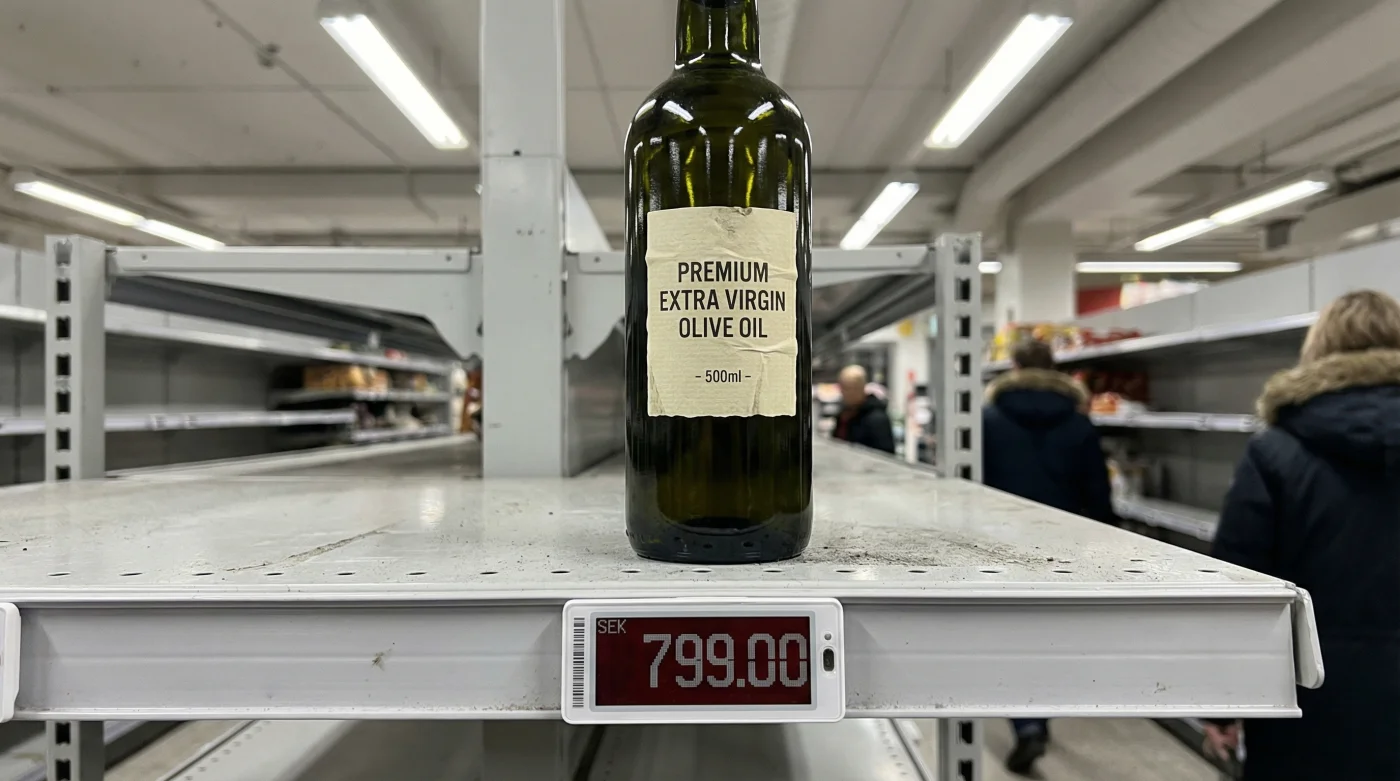 PREMIUM
EXTRA VIRGIN
OLIVE OIL
– 500ml –
SEK
799.00